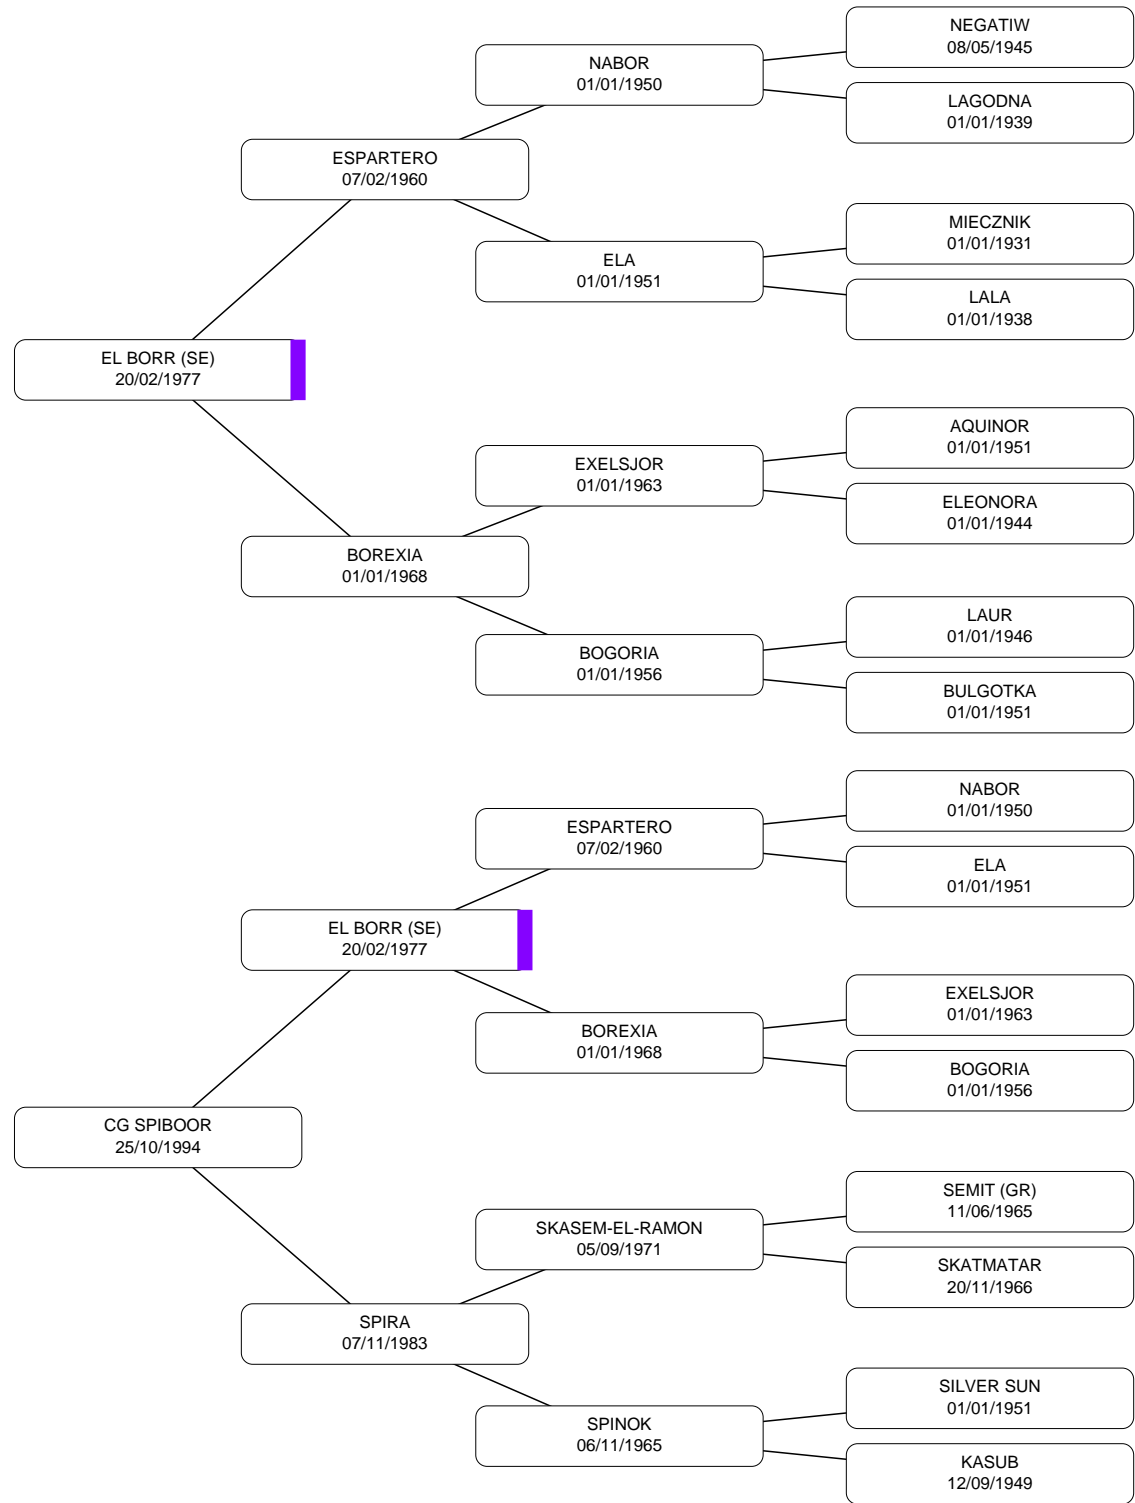 NEGATIW
08/05/1945
NABOR
01/01/1950
LAGODNA
01/01/1939
ESPARTERO
07/02/1960
MIECZNIK
01/01/1931
ELA
01/01/1951
LALA
01/01/1938
EL BORR (SE)
20/02/1977
AQUINOR
01/01/1951
EXELSJOR
01/01/1963
ELEONORA
01/01/1944
BOREXIA
01/01/1968
LAUR
01/01/1946
BOGORIA
01/01/1956
BULGOTKA
01/01/1951
NABOR
01/01/1950
ESPARTERO
07/02/1960
ELA
01/01/1951
EL BORR (SE)
20/02/1977
EXELSJOR
01/01/1963
BOREXIA
01/01/1968
BOGORIA
01/01/1956
CG SPIBOOR
25/10/1994
SEMIT (GR)
11/06/1965
SKASEM-EL-RAMON
05/09/1971
SKATMATAR
20/11/1966
SPIRA
07/11/1983
SILVER SUN
01/01/1951
SPINOK
06/11/1965
KASUB
12/09/1949